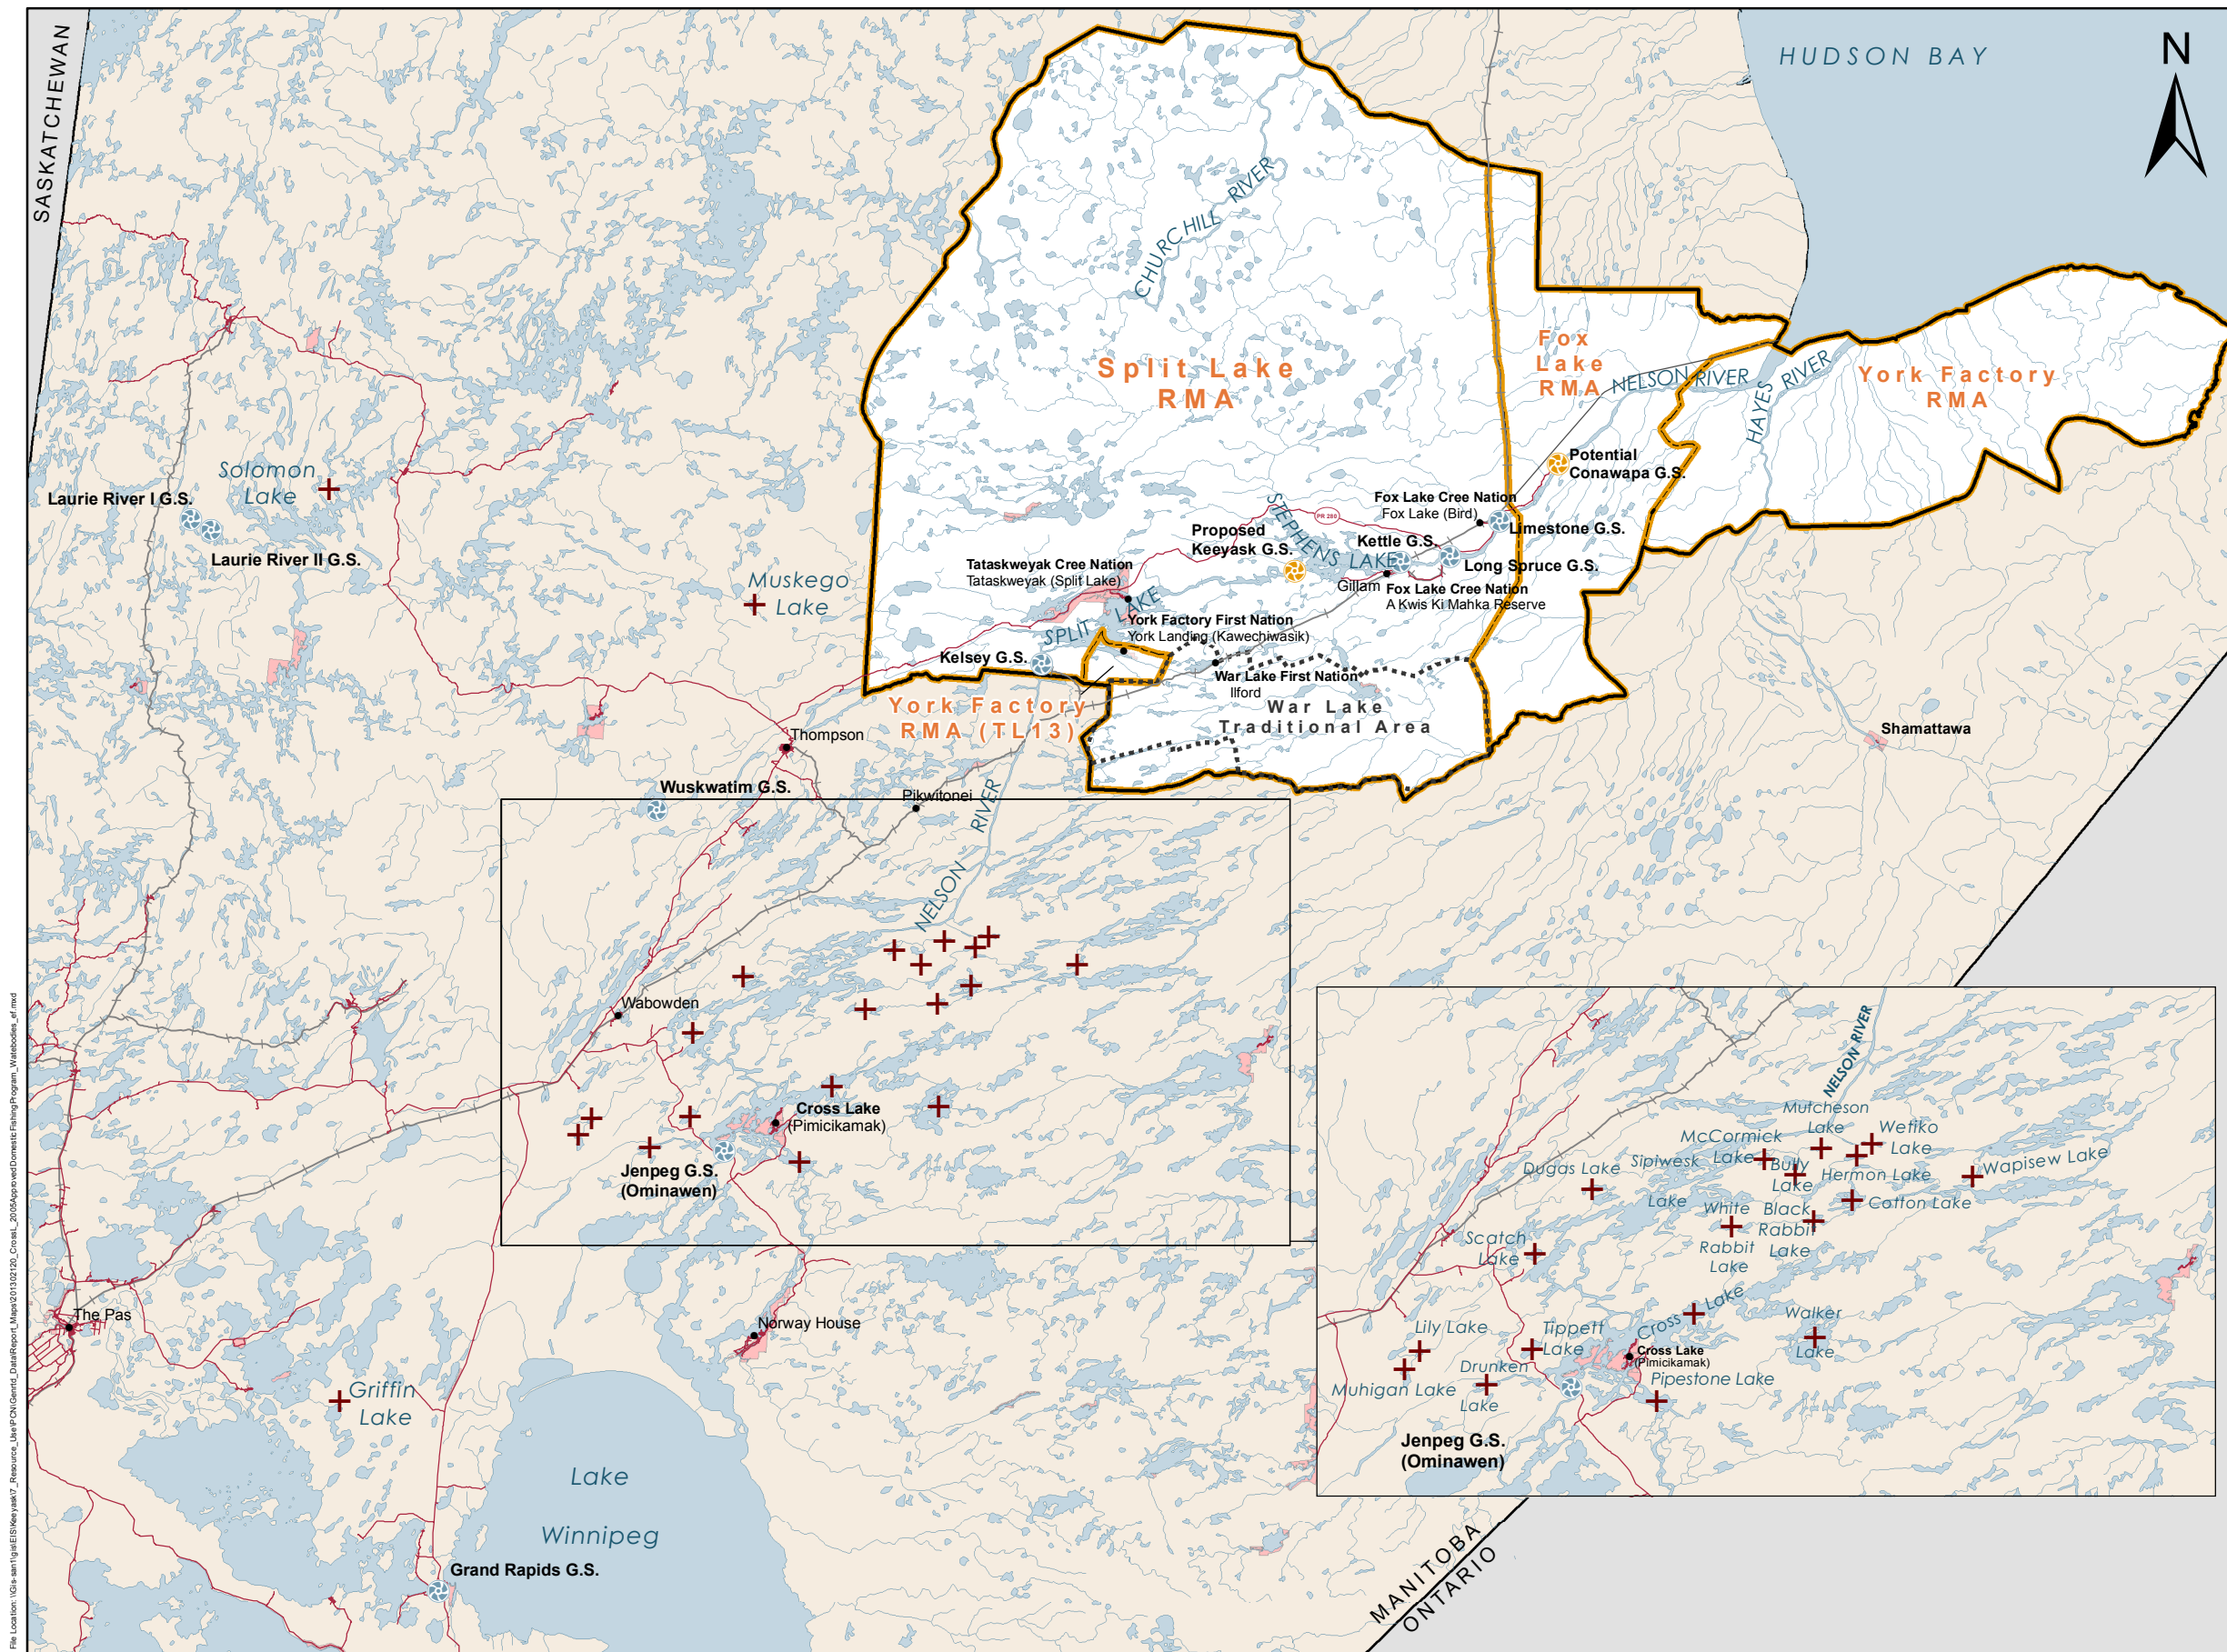 SASKATCHEWAN
HUDSON BAY
N
CHURCHILL RIVER
Split Lake
RMA
Fox
Lake
RMA
NELSON RIVER
HAYES RIVER
York Factory
RMA
Solomon
Lake
Laurie River I G.S.
Laurie River II G.S.
Muskego
Lake
Potential
Conawapa G.S.
Fox Lake Cree Nation
Fox Lake (Bird)
Limestone G.S.
PR 280
STEPHENS LAKE
Proposed
Keeyask G.S.
Kettle G.S.
Long Spruce G.S.
Gillam
Fox Lake Cree Nation
A Kwis Ki Mahka Reserve
Tataskweyak Cree Nation
Tataskweyak (Split Lake)
SPLIT LAKE
York Factory First Nation
York Landing (Kawechiwasik)
Kelsey G.S.
War Lake First Nation
Ilford
War Lake
Traditional Area
York Factory
RMA (TL13)
Shamattawa
Thompson
Wuskwatim G.S.
Pikwitonei
NELSON RIVER
Wabowden
Cross Lake
(Pimicikamak)
Jenpeg G.S.
(Ominawen)
The Pas
Norway House
Griffin
Lake
Lake
Winnipeg
Grand Rapids G.S.
MANITOBA
ONTARIO
NELSON RIVER
Mutcheson
Lake
Wetiko
Lake
McCormick
Lake
Bully
Lake
Hermon Lake
Wapisew Lake
Dugas Lake
Sipiwesk
Lake
Cotton Lake
White
Rabbit
Lake
Black
Rabbit
Lake
Scatch
Lake
Cross Lake
Walker
Lake
Lily Lake
Tippett
Lake
Cross Lake
(Pimicikamak)
Drunken
Lake
Pipestone Lake
Muhigan Lake
Jenpeg G.S.
(Ominawen)